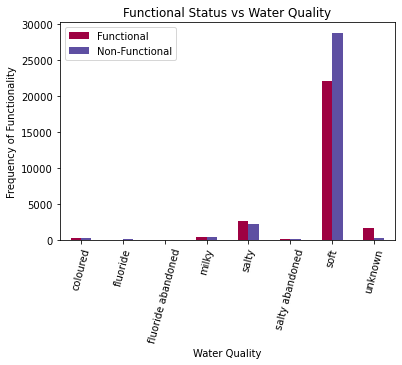 Functional Status vs Water Quality
Functional
Non-Functional
Frequency of Functionality
30000
25000
20000
15000
10000
5000
0
coloured
fluoride
fluoride abandoned
milky
salty
salty abandoned
soft
unknown
Water Quality